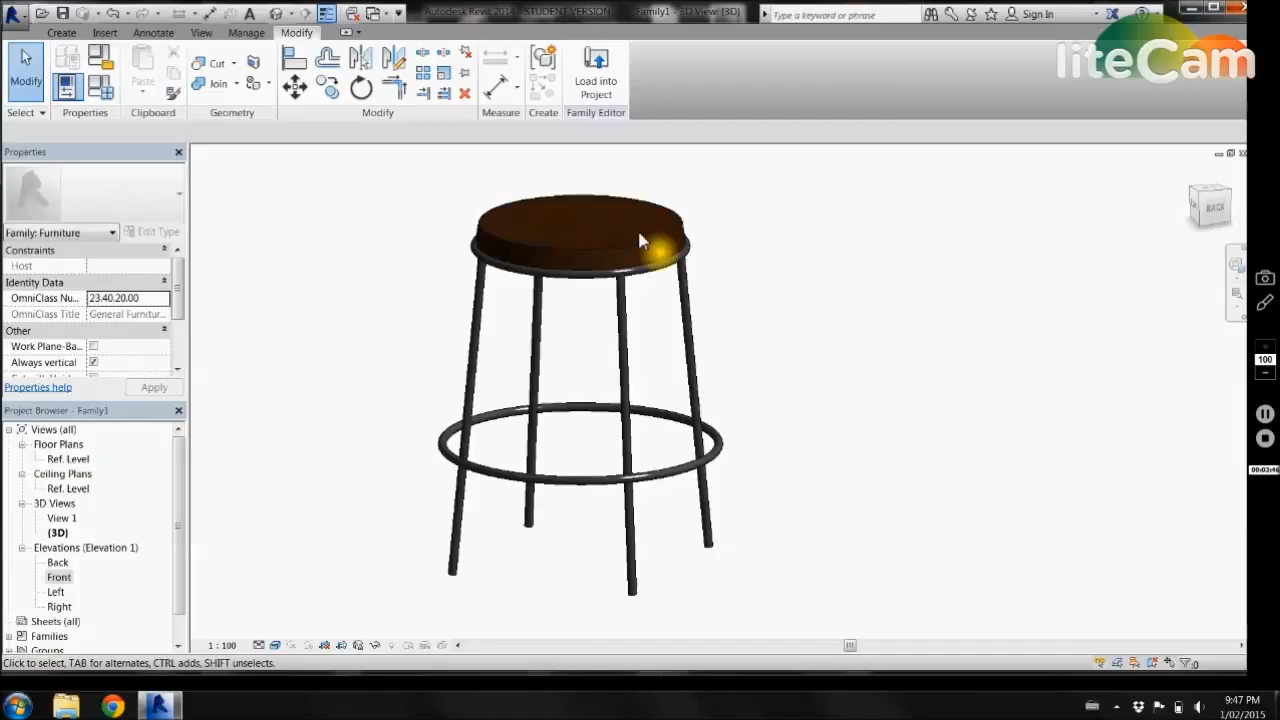 Autodesk Revit 2014 - STUDENT VERSION Family1 - 3D View: {3D}
Type a keyword or phrase
Sign In
Create Insert Annotate View Manage Modify
liteCam
Modify
Paste
Cut
Join
Load into
Project
Select Properties Clipboard Geometry Modify Measure Create Family Editor
Properties
BACK
Family: Furniture Edit Type
Constraints
Host
Identity Data
OmniClass Nu... 23.40.20.00
OmniClass Title General Furnitur...
Other
Work Plane-Ba...
Always vertical
Properties help Apply
100
Project Browser - Family1
Views (all)
Floor Plans
Ref. Level
Ceiling Plans
Ref. Level
3D Views
View 1
(3D)
Elevations (Elevation 1)
Back
Front
Left
Right
Sheets (all)
Families
Groups
00:03:46
1 : 100
Click to select, TAB for alternates, CTRL adds, SHIFT unselects.
:0
9:47 PM
1/02/2015